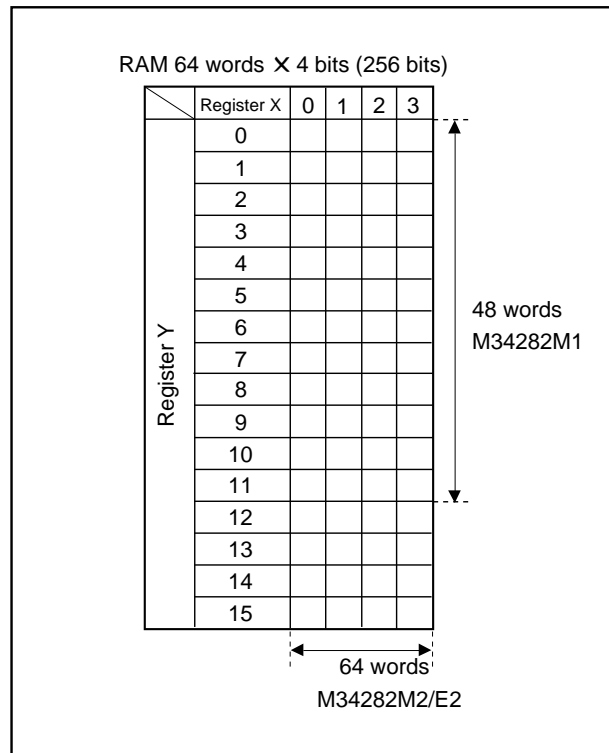 RAM 64 words × 4 bits (256 bits)
Register X 0 1 2 3
Register Y
0
1
2
3
4
5
6
7
8
9
10
11
12
13
14
15
48 words
M34282M1
64 words
M34282M2/E2